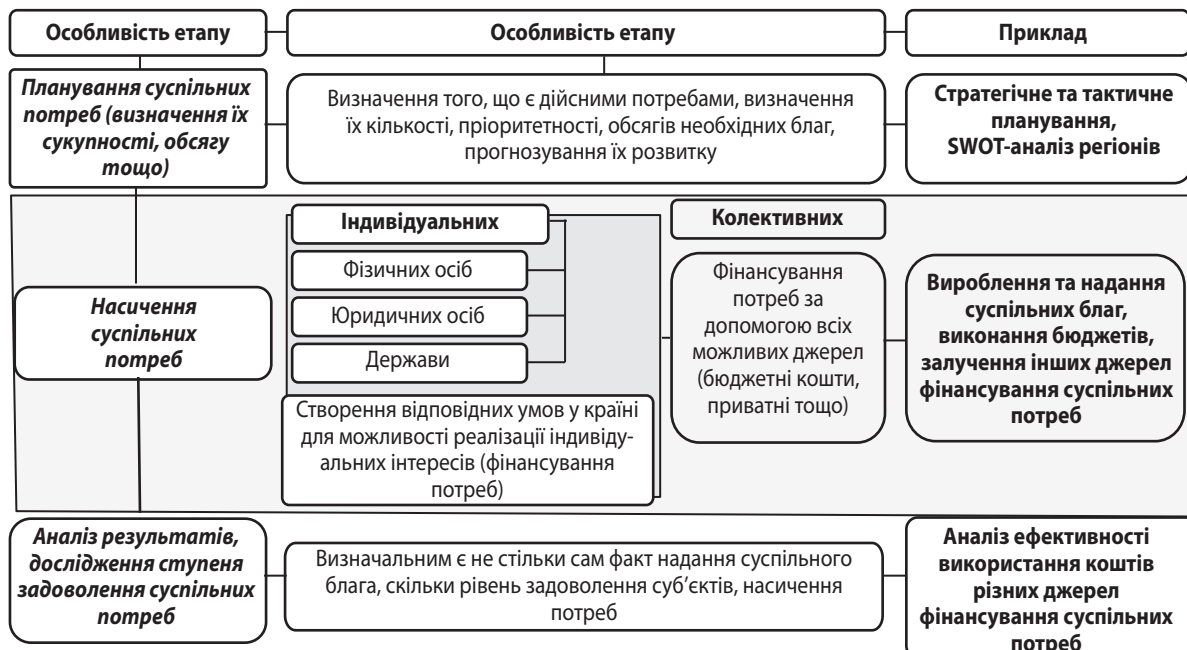 Особливість етапу
Особливість етапу
Приклад
Планування суспільних
потреб (визначення їх
сукупності, обсягу
тощо)
Визначення того, що є дійсними потребами, визначення
їх кількості, пріоритетності, обсягів необхідних благ,
прогнозування їх розвитку
Стратегічне та тактичне
планування,
SWOT-аналіз регіонів
Насичення
суспільних
потреб
Індивідуальних
Фізичних осіб
Юридичних осіб
Держави
Створення відповідних умов у країні
для можливості реалізації індивіду-
альних інтересів (фінансування
потреб)
Колективних
Фінансування
потреб за
допомогою всіх
можливих джерел
(бюджетні кошти,
приватні тощо)
Вироблення та надання
суспільних благ,
виконання бюджетів,
залучення інших джерел
фінансування суспільних
потреб
Аналіз результатів,
дослідження ступеня
задоволення суспільних
потреб
Визначальним є не стільки сам факт надання суспільного
блага, скільки рівень задоволення суб’єктів, насичення
потреб
Аналіз ефективності
використання коштів
різних джерел
фінансування суспільних
потреб